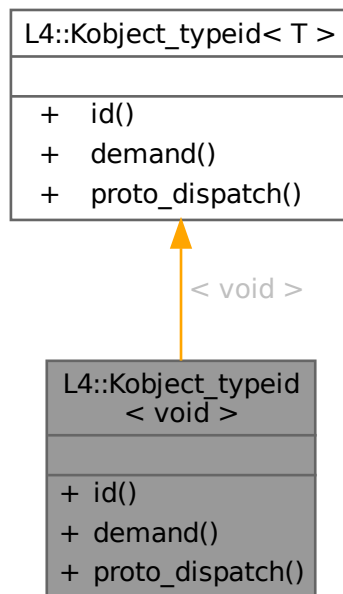 L4::Kobject_typeid< T >
+ id()
+ demand()
+ proto_dispatch()
< void >
L4::Kobject_typeid
< void >
+ id()
+ demand()
+ proto_dispatch()